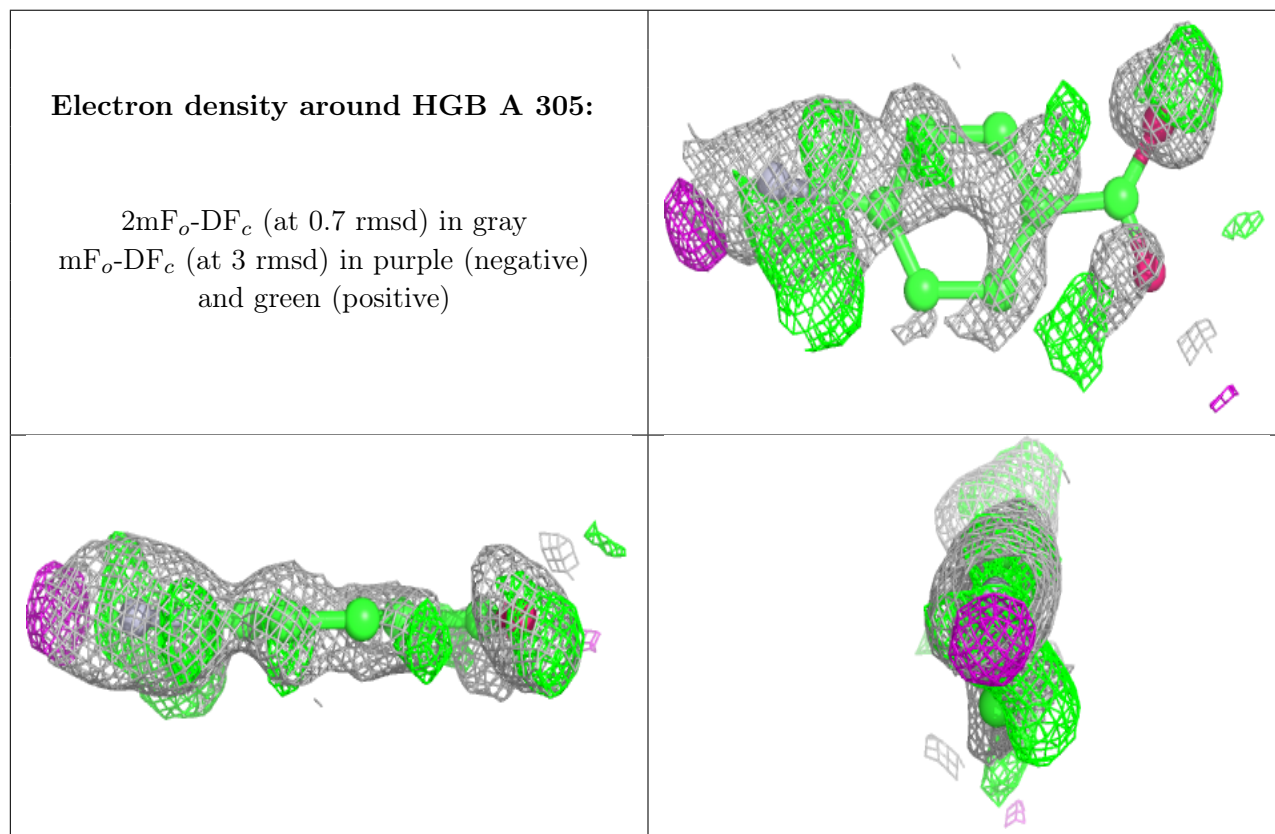 Electron density around HGB A 305:
2mFo-DFc (at 0.7 rmsd) in gray
mFo-DFc (at 3 rmsd) in purple (negative)
and green (positive)